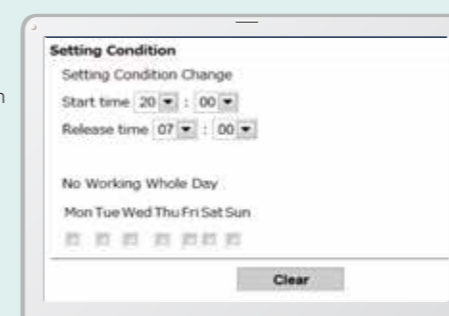 Setting Condition
Setting Condition Change
Start time 20 : 00
Release time 07 : 00
No Working Whole Day
Mon Tue Wed Thu Fri Sat Sun
Clear